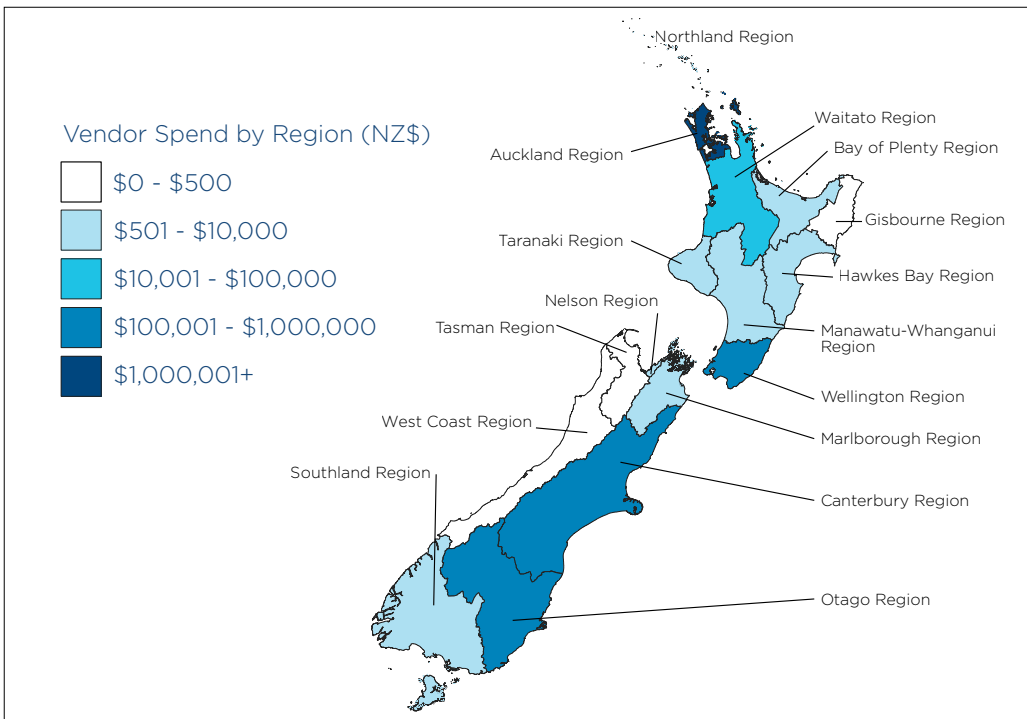 Northland Region
Vendor Spend by Region (NZ$)
$0 - $500
$501 - $10,000
$10,001 - $100,000
$100,001 - $1,000,000
$1,000,001+
Waitato Region
Auckland Region
Bay of Plenty Region
Gisbourne Region
Taranaki Region
Hawkes Bay Region
Nelson Region
Tasman Region
Manawatu-Whanganui
Region
Wellington Region
West Coast Region
Marlborough Region
Southland Region
Canterbury Region
Otago Region